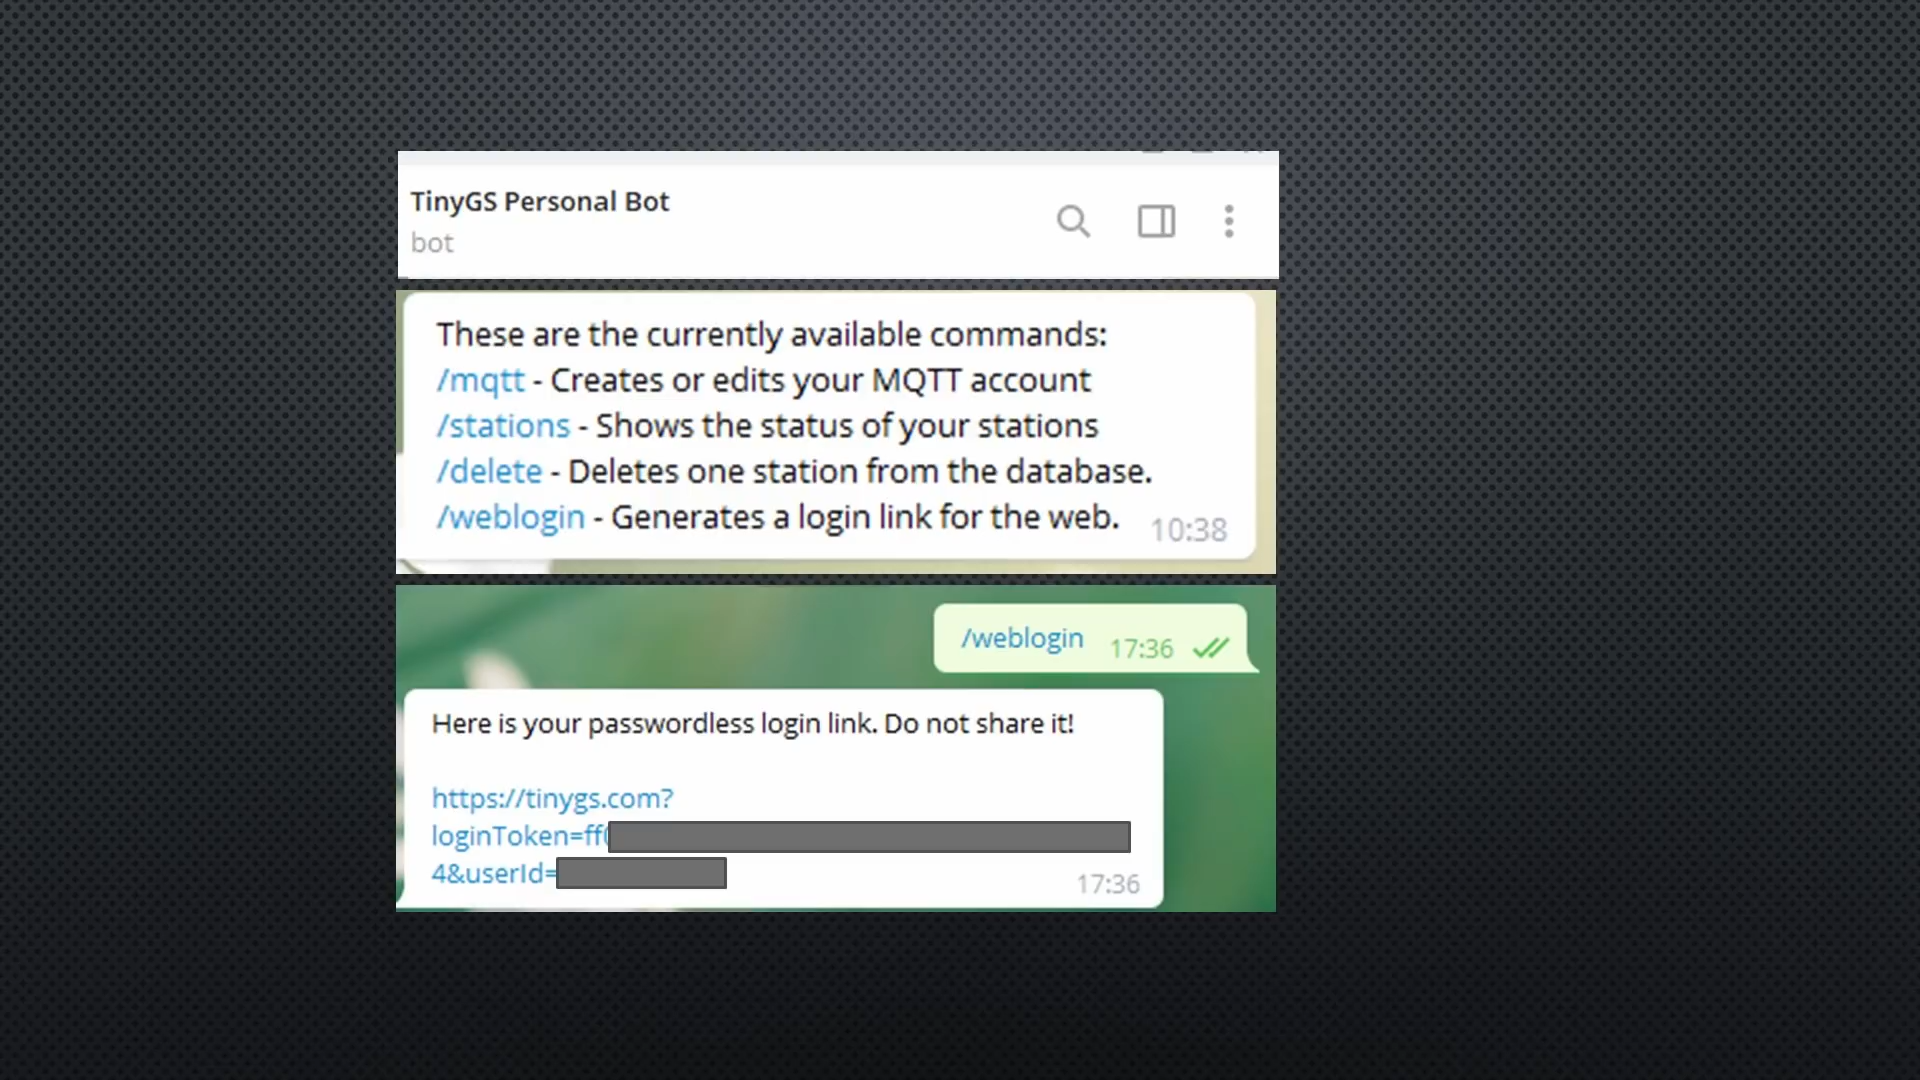 TinyGS Personal Bot
bot
These are the currently available commands:
/mqtt - Creates or edits your MQTT account
/stations - Shows the status of your stations
/delete - Deletes one station from the database.
/weblogin - Generates a login link for the web.
10:38
/weblogin 17:36
Here is your passwordless login link. Do not share it!
https://tinygs.com?
loginToken=ff
4&userId=
17:36